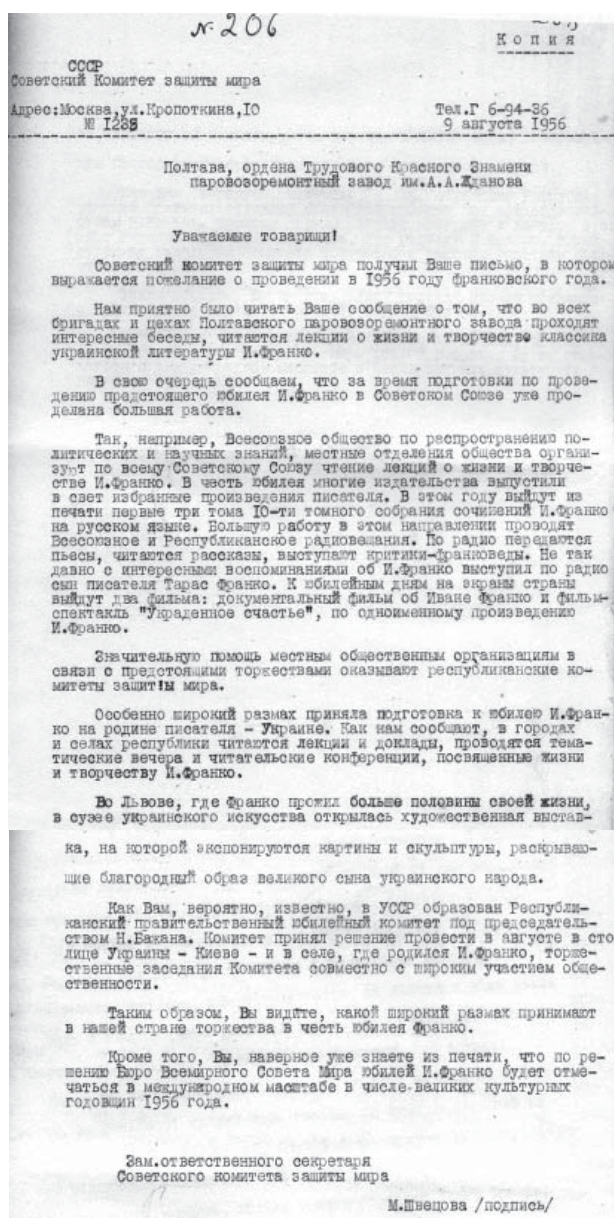 № 206
Копия
СССР
Советский Комитет защиты мира
Адрес:Москва,ул.Кропоткина,10 Тел.Г 6-94-36
№ 1238 9 августа 1956
Полтава, ордена Трудового Красного Знамени
паровозоремонтный завод им.А.А.Жданова
Уважаемые товарищи!
Советский комитет защиты мира получил Ваше письмо, в котором
выражается пожелание о проведении в 1956 году франковского года.
Нам приятно было читать Ваше сообщение о том, что во всех
бригадах и цехах Полтавского паровозоремонтного завода проходят
интересные беседы, читаются лекции о жизни и творчестве классика
украинской литературы И.Франко.
В свою очередь сообщаем, что за время подготовки по прове-
дению предстоящего юбилея И.Франко в Советском Союзе уже про-
делана большая работа.
Так, например, Всесоюзное общество по распространению по-
литических и научных знаний, местные отделения общества органи-
зуют по всему Советскому Союзу чтение лекций о жизни и творче-
стве И.Франко. В честь юбилея многие издательства выпустили
в свет избранные произведения писателя. В этом году выйдут из
печати первые три тома 10-ти томного собрания сочинений И.Франко
на русском языке. Большую работу в этом направлении проводят
Всесоюзное и Республиканское радиовещания. По радио передаются
пьесы, читаются рассказы, выступают критики-франковеды. Не так
давно с интересными воспоминаниями об И.Франко выступил по радио
сын писателя Тарас Франко. К юбилейным дням на экраны страны
выйдут два фильма: документальный фильм об Иване Франко и фильм-
спектакль "Украденное счастье", по одноименному произведению
И.Франко.
Значительную помощь местным общественным организациям в
связи с предстоящими торжествами оказывают республиканские ко-
митеты защит!ы мира.
Особенно широкий размах приняла подготовка к юбилею И.Фран-
ко на родине писателя - Украине. Как нам сообщают, в городах
и селах республики читаются лекции и доклады, проводятся тема-
тические вечера и читательские конференции, посвященные жизни
и творчеству И.Франко.
Во Львове, где Франко прожил больше половины своей жизни,
в сузее украинского искусства открылась художественная выстав-
ка, на которой экспонируются картины и скульптуры, раскрываю-
щие благородный образ великого сына украинского народа.
Как Вам, вероятно, известно, в УССР образован Республи-
канский правительственный юбилейный комитет под председатель-
ством Н.Бажана. Комитет принял решение провести в августе в сто
лице Украины - Киеве - и в селе, где родился И.Франко, торже-
ственные заседания Комитета совместно с широким участием обще-
ственности.
Таким образом, Вы видите, какой широкий размах принимают
в нашей стране торжества в честь юбилея Франко.
Кроме того, Вы, наверное уже знаете из печати, что по ре-
шению Бюро Всемирного Совета Мира юбилей И.Франко будет отме-
чаться в международном масштабе в числе великих культурных
годовщин 1956 года.
Зам.ответственного секретаря
Советского комитета защиты мира
М.Швецова /подпись/